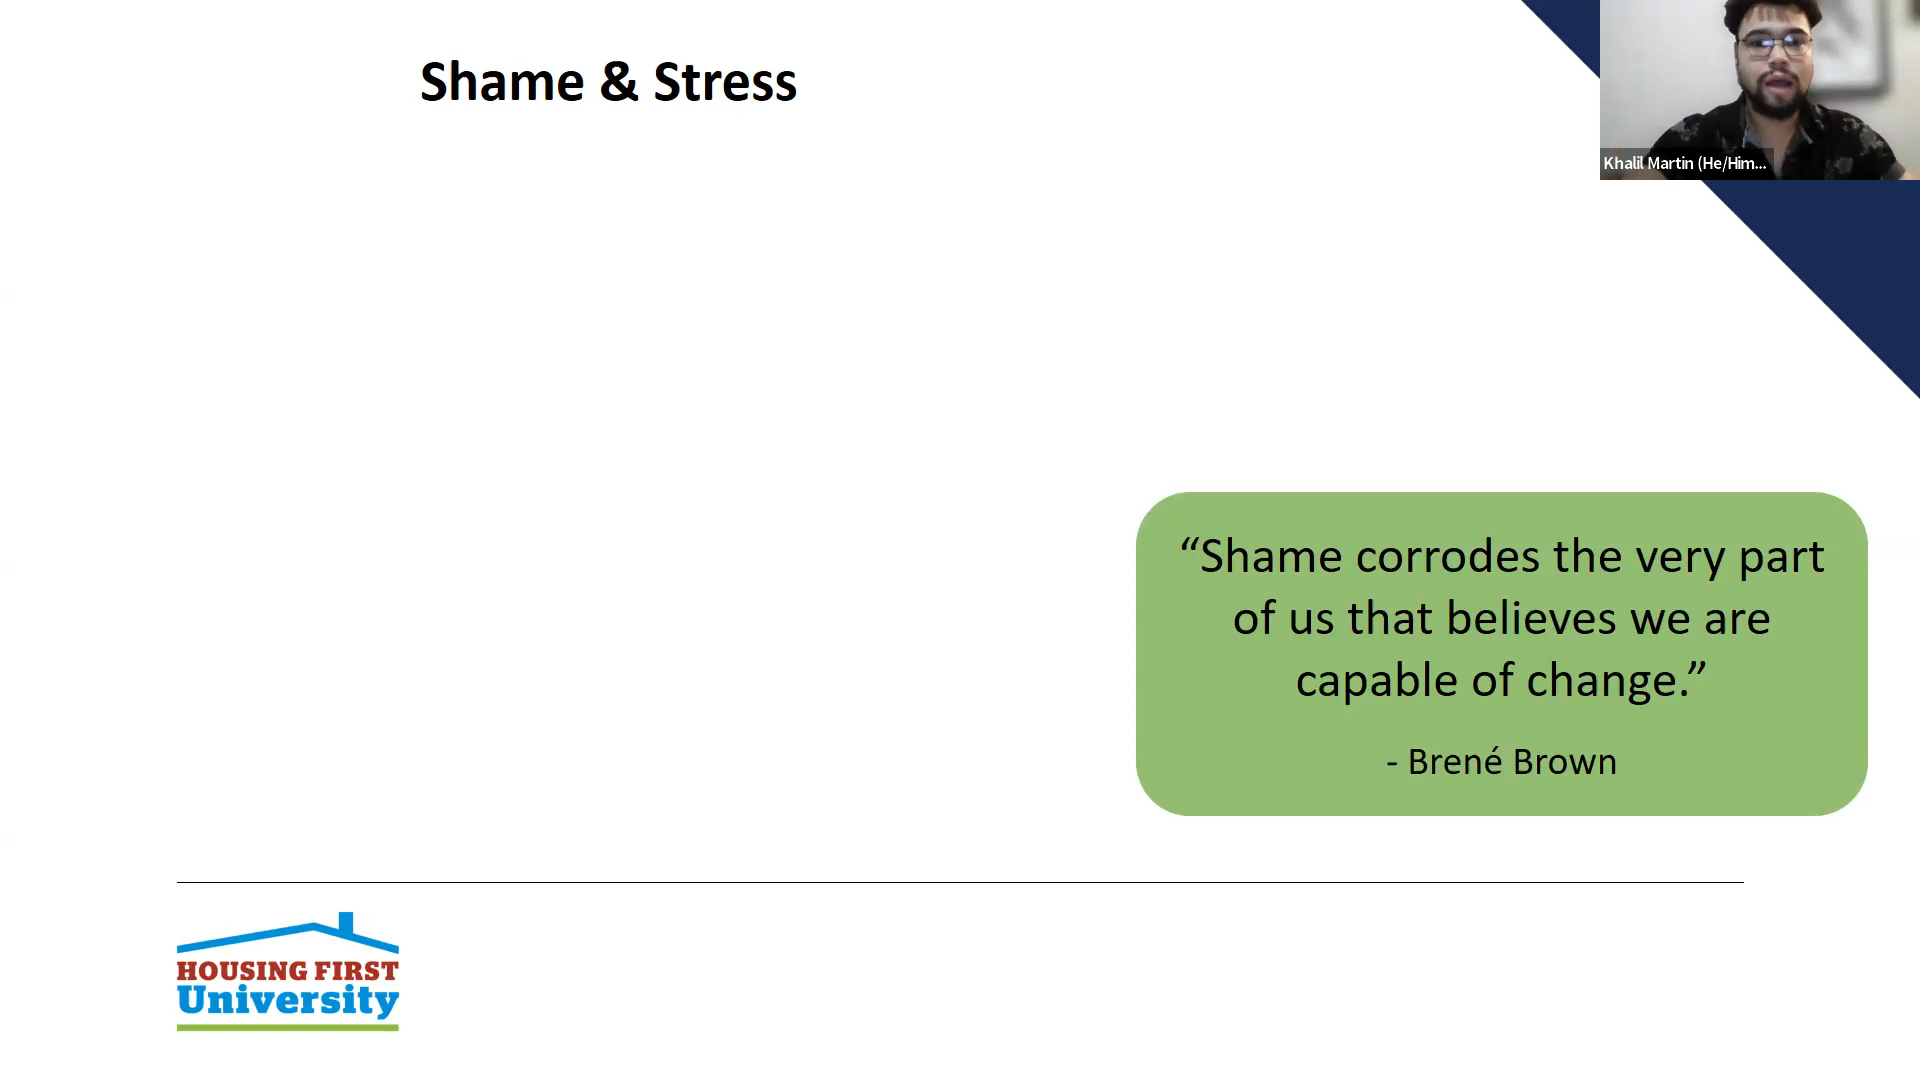 Shame & Stress
Khalil Martin (He/Him...
“Shame corrodes the very part
of us that believes we are
capable of change.”
- Brené Brown
HOUSING FIRST
University